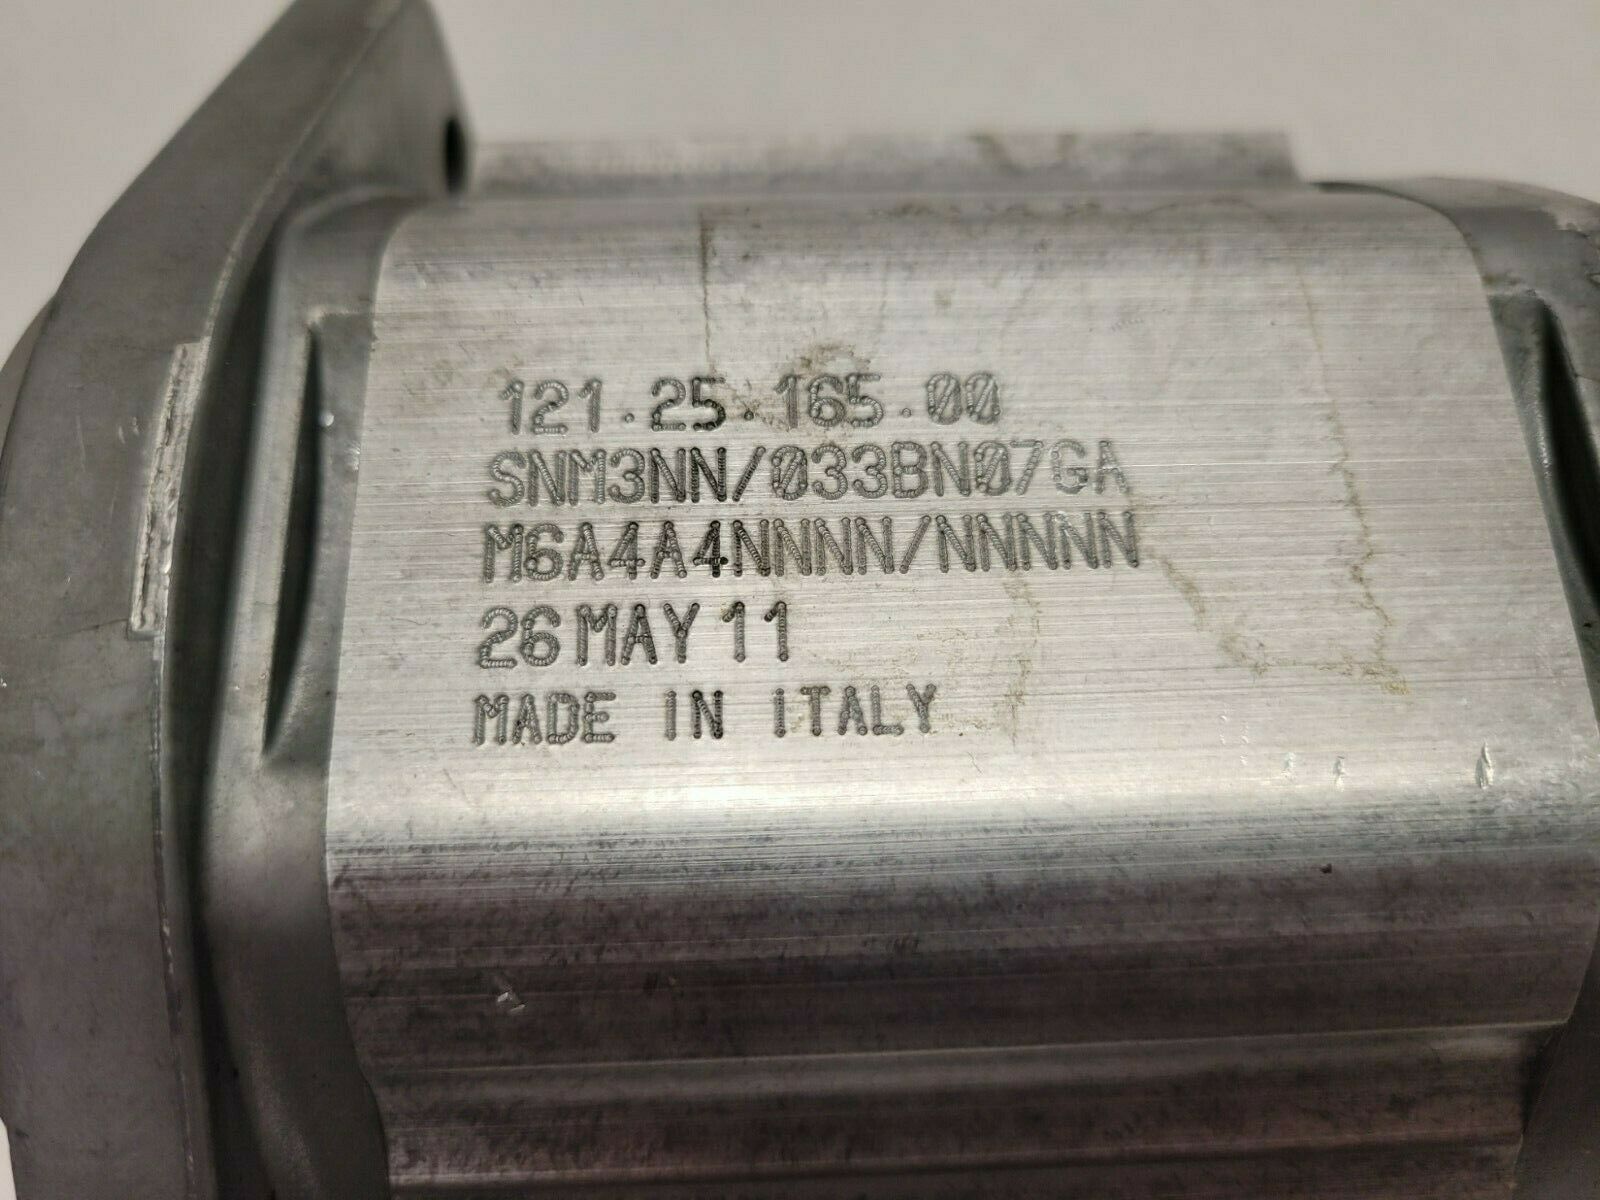 121.25.165.00
SNM3NN/033BN07GA
M6A4A4NNNN/NNNNN
26MAY11
MADE IN iTALY